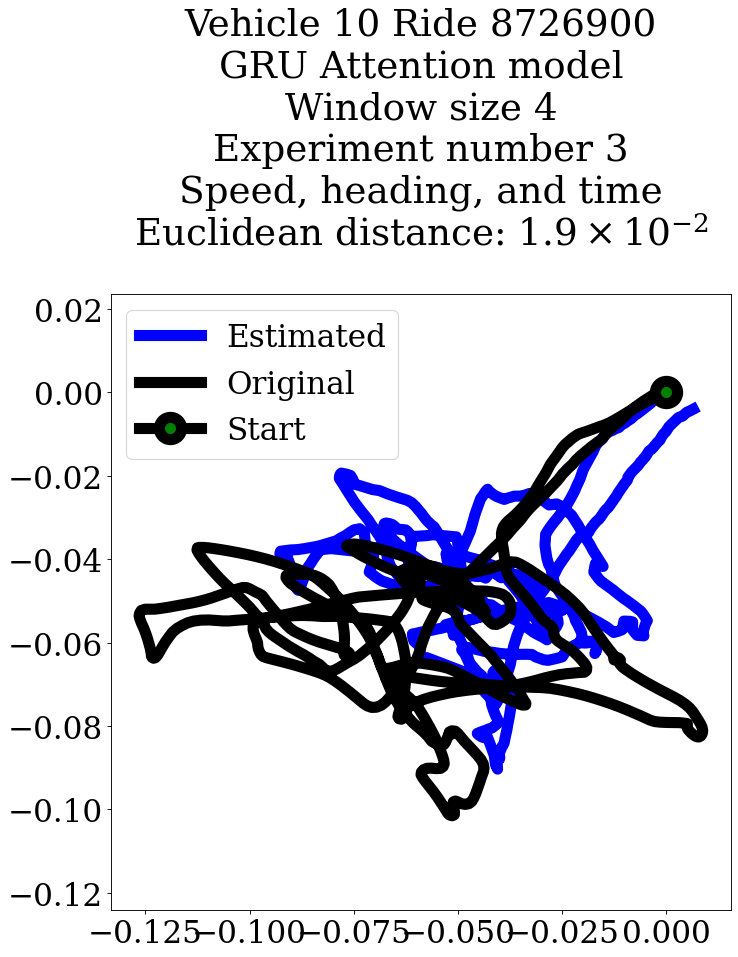 Vehicle 10 Ride 8726900
GRU Attention model
Window size 4
Experiment number 3
Speed, heading, and time
Euclidean distance: 1.9 × 10⁻²
0.02
Estimated
Original
0.00
Start
−0.02
−0.04
−0.06
−0.08
−0.10
−0.12
−0.125 −0.100 −0.075 −0.050 −0.025 0.000